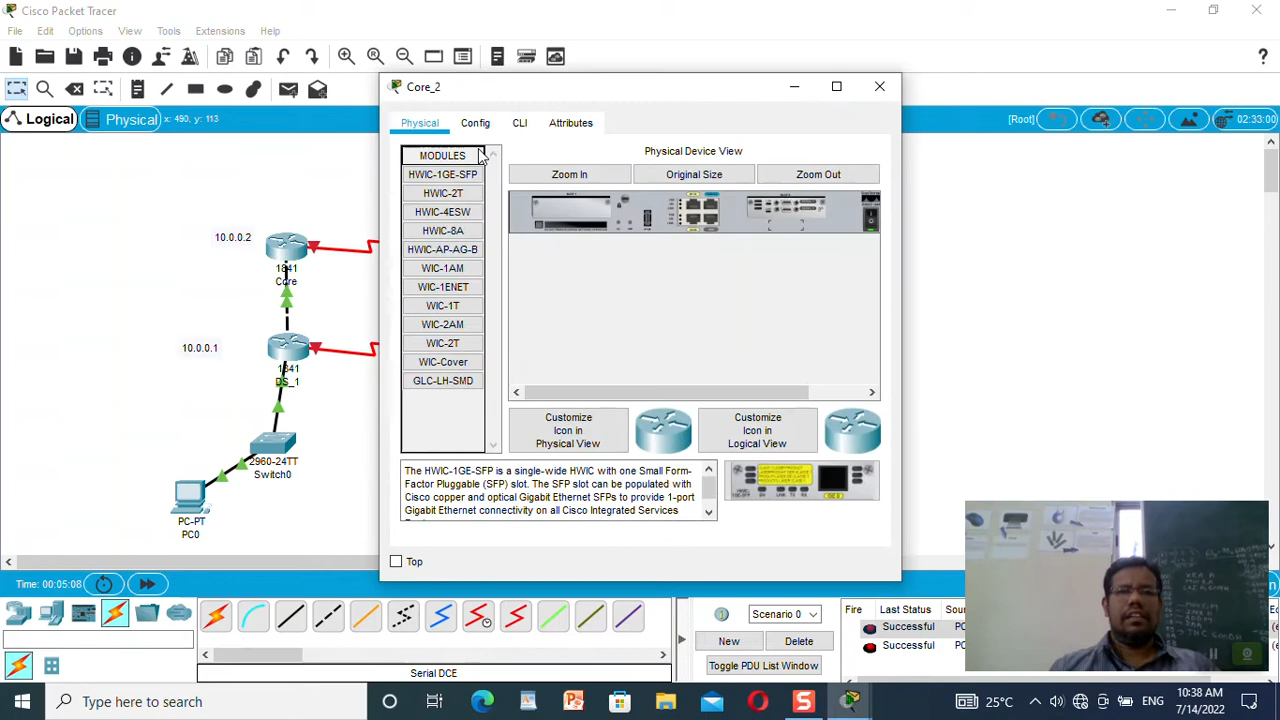 Cisco Packet Tracer
File Edit Options View Tools Extensions Help
Logical Physical x: 490, y: 113 [Root] 02:33:00
Core_2
Physical Config CLI Attributes
MODULES
HWIC-1GE-SFP
HWIC-2T
HWIC-4ESW
HWIC-8A
HWIC-AP-AG-B
WIC-1AM
WIC-1ENET
WIC-1T
WIC-2AM
WIC-2T
WIC-Cover
GLC-LH-SMD
Physical Device View
Zoom In Original Size Zoom Out
Customize
Icon in
Physical View
Customize
Icon in
Logical View
The HWIC-1GE-SFP is a single-wide HWIC with one Small Form-
Factor Pluggable (SFP) slot. The SFP slot can be populated with
Cisco copper and optical Gigabit Ethernet SFPs to provide 1-port
Gigabit Ethernet connectivity on all Cisco Integrated Services
Top
10.0.0.2
1841
Core
10.0.0.1
1841
DS_1
2960-24TT
Switch0
PC-PT
PC0
Time: 00:05:08
Serial DCE
Scenario 0
New Delete
Toggle PDU List Window
Fire Last Status Sou
Successful PC
Successful PC
Type here to search
25°C ENG
10:38 AM
7/14/2022